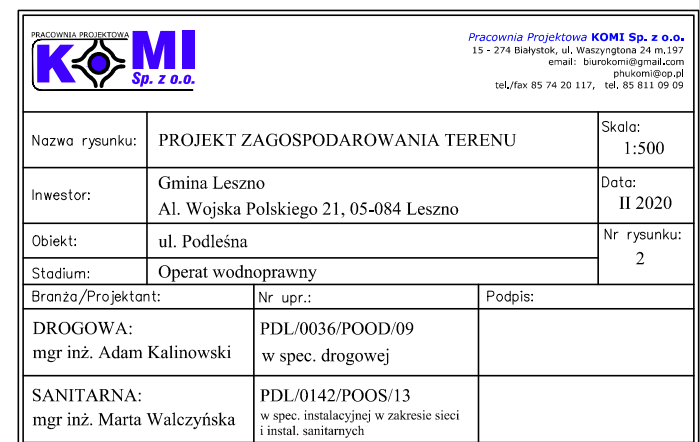 PRACOWNIA PROJEKTOWA
KOMI
Sp. z o.o.
Pracownia Projektowa KOMI Sp. z o.o.
15 - 274 Białystok, ul. Waszyngtona 24 m.197
email: biurokomi@gmail.com
phukomi@op.pl
tel./fax 85 74 20 117, tel. 85 811 09 09
Nazwa rysunku: PROJEKT ZAGOSPODAROWANIA TERENU
Skala:
1:500
Inwestor:
Gmina Leszno
Al. Wojska Polskiego 21, 05-084 Leszno
Data:
II 2020
Obiekt: ul. Podleśna
Nr rysunku:
2
Stadium: Operat wodnoprawny
Branża/Projektant: Nr upr.: Podpis:
DROGOWA:
mgr inż. Adam Kalinowski
PDL/0036/POOD/09
w spec. drogowej
SANITARNA:
mgr inż. Marta Walczyńska
PDL/0142/POOS/13
w spec. instalacyjnej w zakresie sieci
i instal. sanitarnych